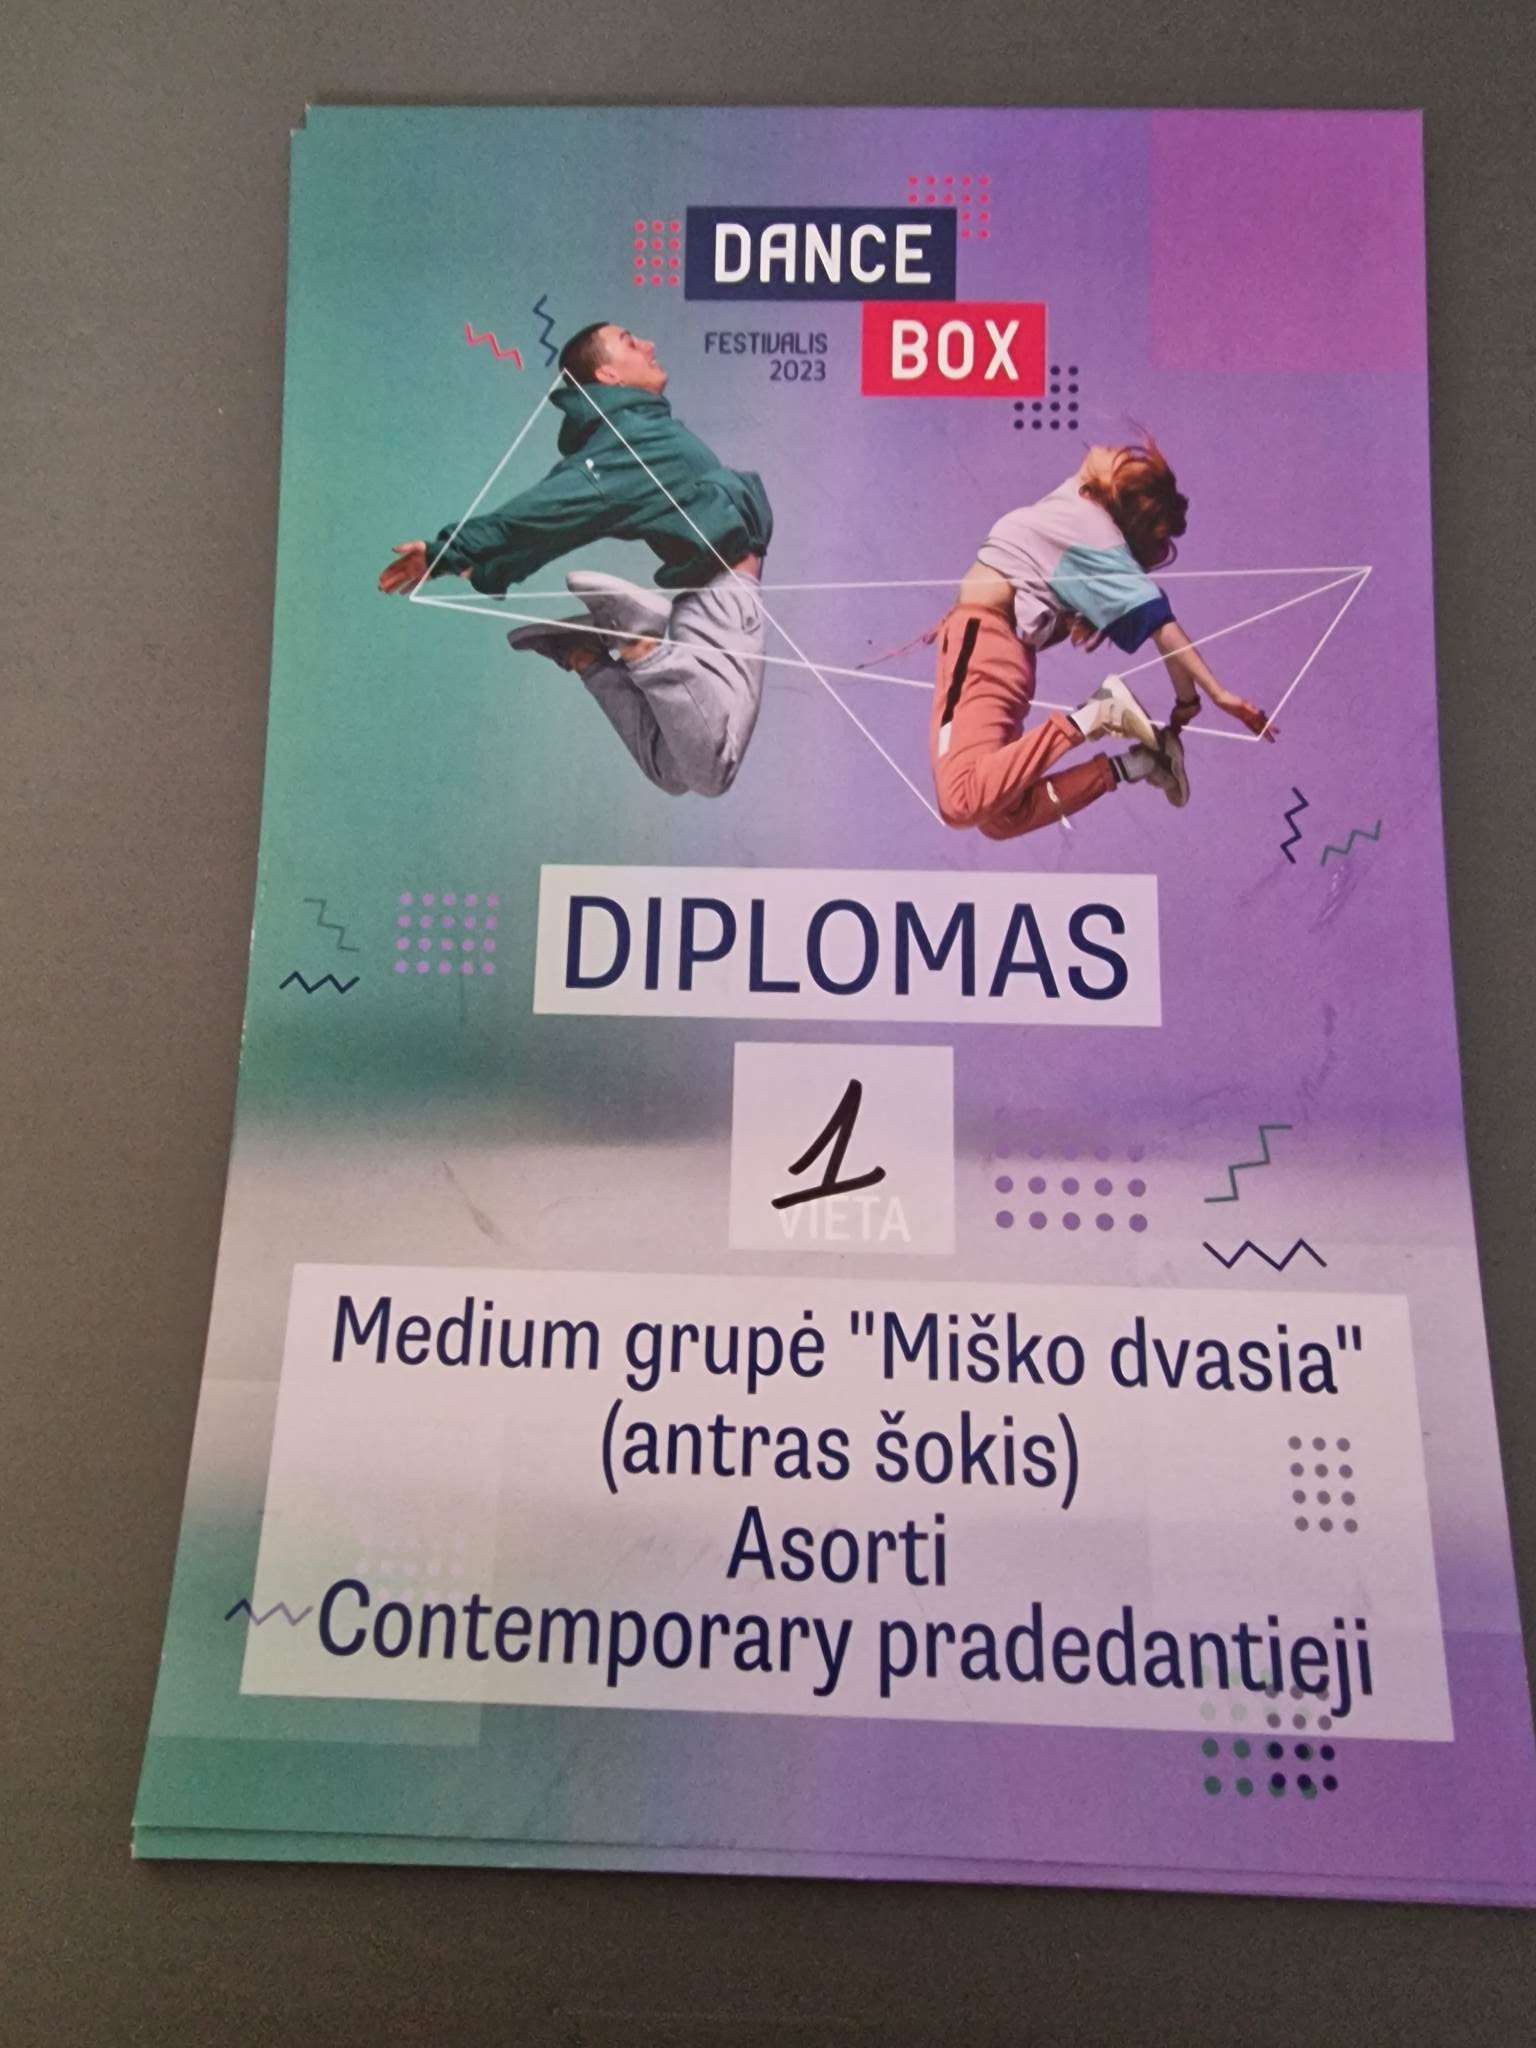 DANCE
BOX
FESTIVALIS
2023
DIPLOMAS
1
VIETA
Medium grupė "Miško dvasia"
(antras šokis)
Asorti
Contemporary pradedantieji